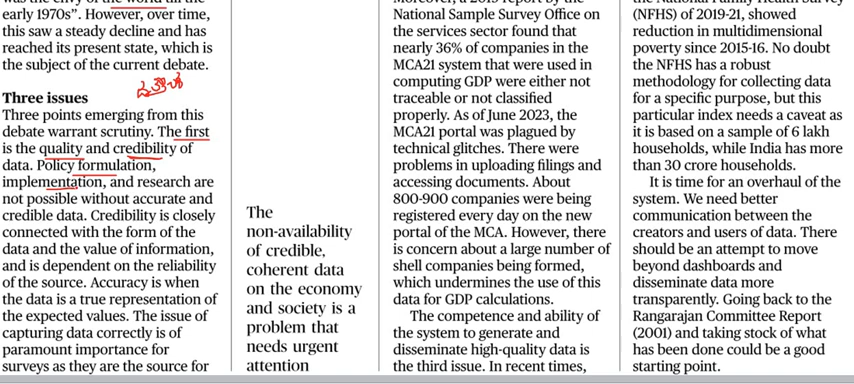 was the envy of the world till the
early 1970s”. However, over time,
this saw a steady decline and has
reached its present state, which is
the subject of the current debate.
Three issues
Three points emerging from this
debate warrant scrutiny. The first
is the quality and credibility of
data. Policy formulation,
implementation, and research are
not possible without accurate and
credible data. Credibility is closely
connected with the form of the
data and the value of information,
and is dependent on the reliability
of the source. Accuracy is when
the data is a true representation of
the expected values. The issue of
capturing data correctly is of
paramount importance for
surveys as they are the source for
The
non-availability
of credible,
coherent data
on the economy
and society is a
problem that
needs urgent
attention
Moreover, a 2019 report by the
National Sample Survey Office on
the services sector found that
nearly 36% of companies in the
MCA21 system that were used in
computing GDP were either not
traceable or not classified
properly. As of June 2023, the
MCA21 portal was plagued by
technical glitches. There were
problems in uploading filings and
accessing documents. About
800-900 companies were being
registered every day on the new
portal of the MCA. However, there
is concern about a large number of
shell companies being formed,
which undermines the use of this
data for GDP calculations.
The competence and ability of
the system to generate and
disseminate high-quality data is
the third issue. In recent times,
the National Family Health Survey
(NFHS) of 2019-21, showed
reduction in multidimensional
poverty since 2015-16. No doubt
the NFHS has a robust
methodology for collecting data
for a specific purpose, but this
particular index needs a caveat as
it is based on a sample of 6 lakh
households, while India has more
than 30 crore households.
It is time for an overhaul of the
system. We need better
communication between the
creators and users of data. There
should be an attempt to move
beyond dashboards and
disseminate data more
transparently. Going back to the
Rangarajan Committee Report
(2001) and taking stock of what
has been done could be a good
starting point.